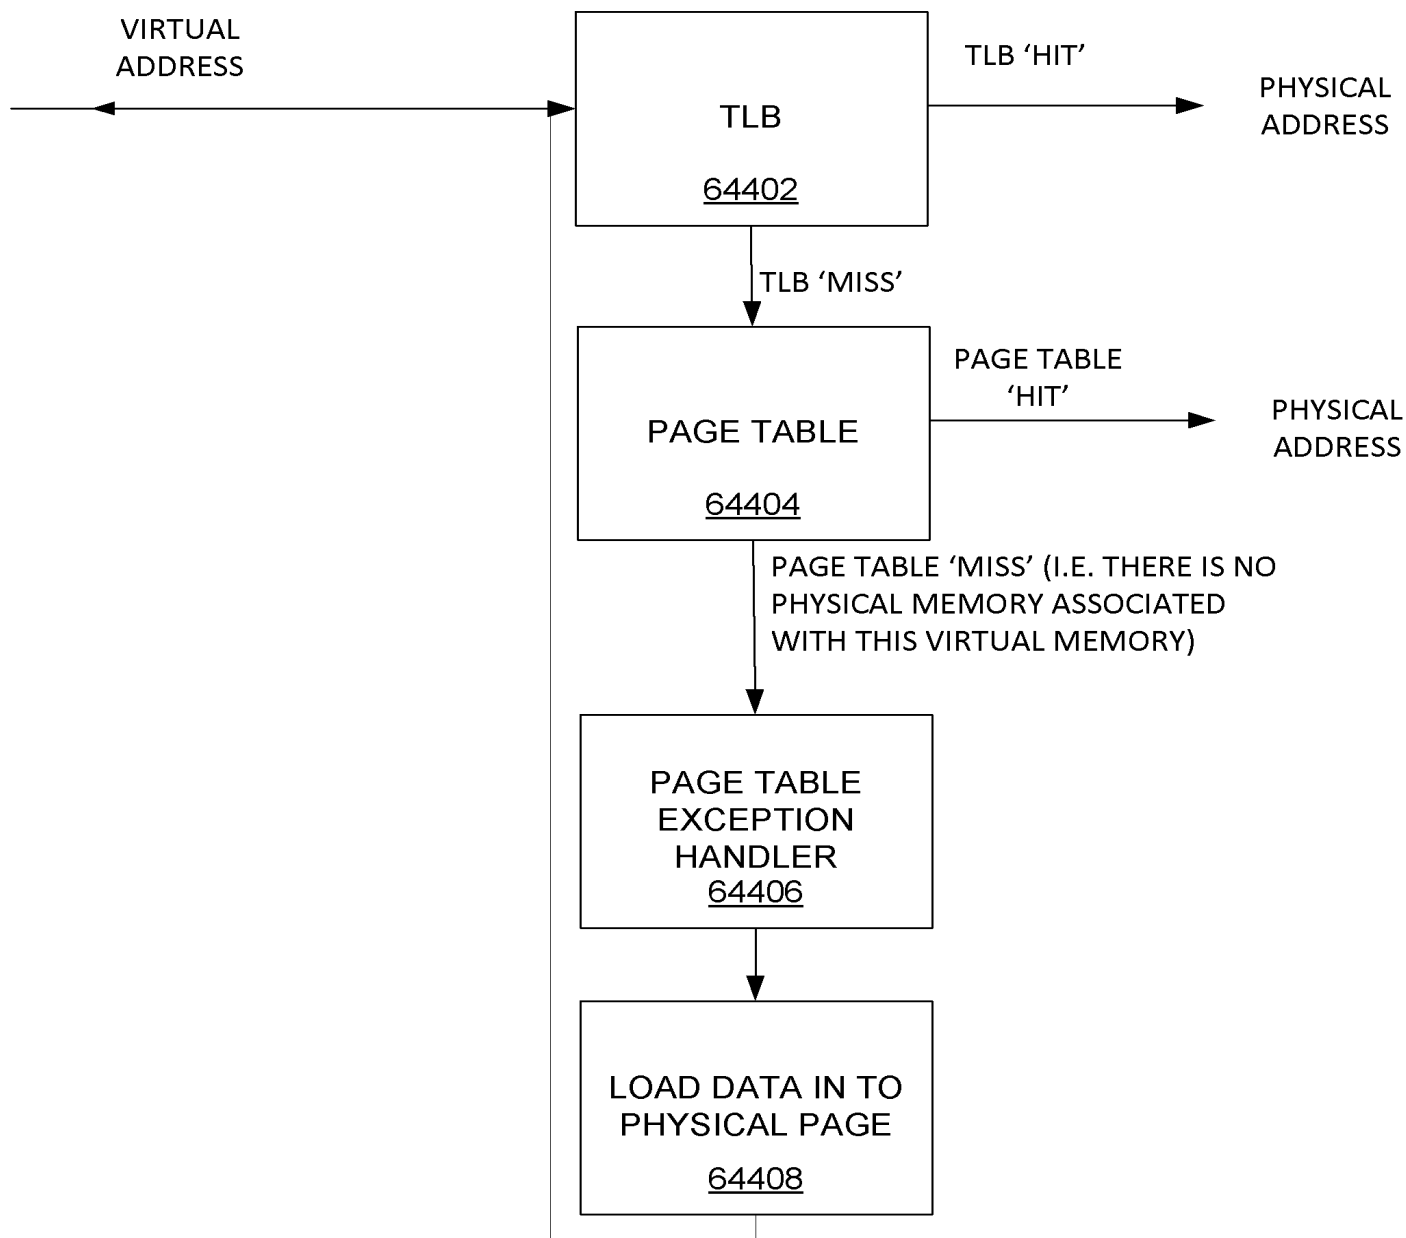 VIRTUAL
ADDRESS
TLB
64402
TLB ‘HIT’
PHYSICAL
ADDRESS
TLB ‘MISS’
PAGE TABLE
64404
PAGE TABLE
‘HIT’
PHYSICAL
ADDRESS
PAGE TABLE ‘MISS’ (I.E. THERE IS NO
PHYSICAL MEMORY ASSOCIATED
WITH THIS VIRTUAL MEMORY)
PAGE TABLE
EXCEPTION
HANDLER
64406
LOAD DATA IN TO
PHYSICAL PAGE
64408